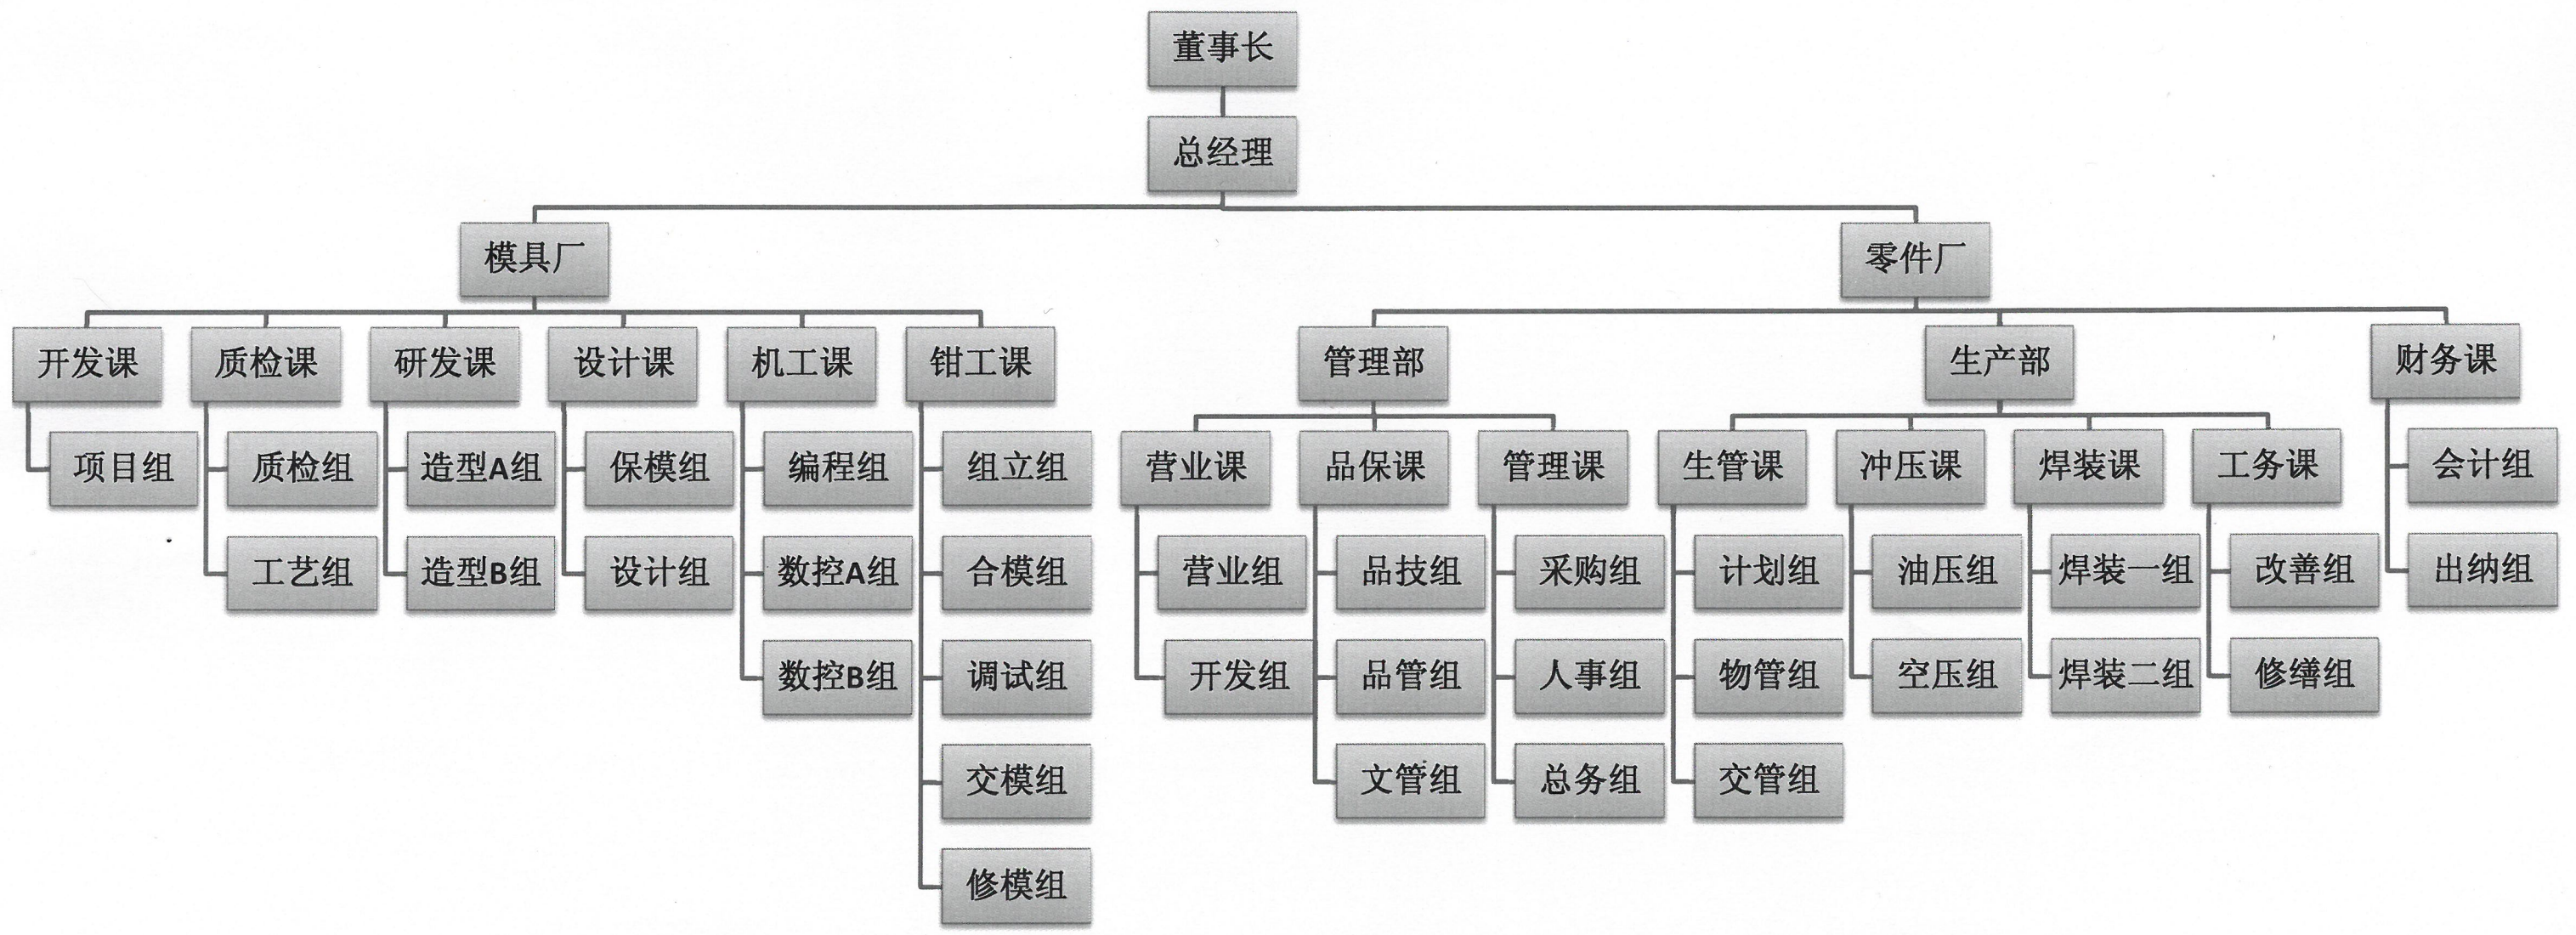 董事长
总经理
模具厂
零件厂
开发课
质检课
研发课
设计课
机工课
钳工课
管理部
生产部
财务课
项目组
质检组
造型A组
保模组
编程组
组立组
营业课
品保课
管理课
生管课
冲压课
焊装课
工务课
会计组
工艺组
造型B组
设计组
数控A组
合模组
营业组
品技组
采购组
计划组
油压组
焊装一组
改善组
出纳组
数控B组
调试组
开发组
品管组
人事组
物管组
空压组
焊装二组
修缮组
交模组
文管组
总务组
交管组
修模组